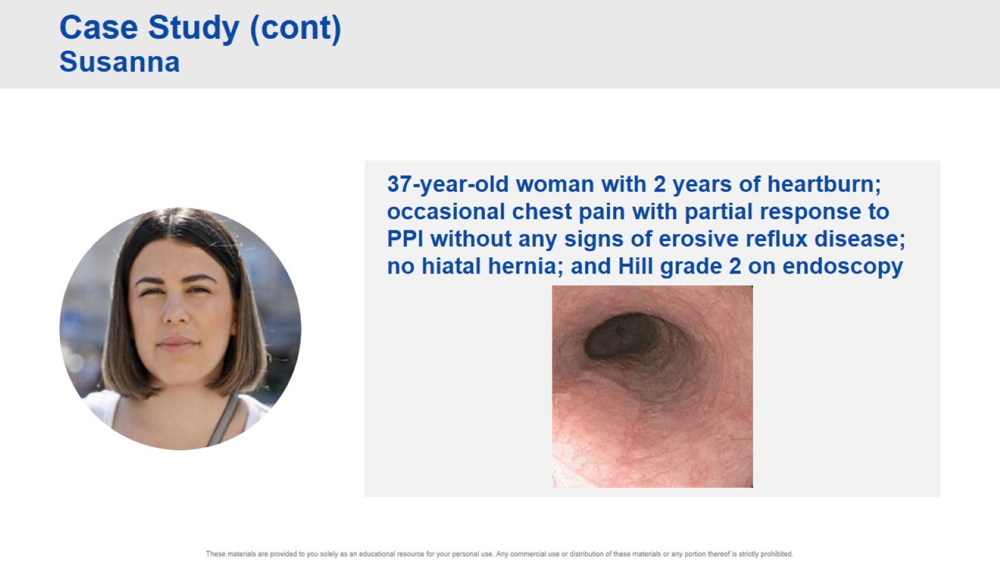 Case Study (cont)
Susanna
37-year-old woman with 2 years of heartburn;
occasional chest pain with partial response to
PPI without any signs of erosive reflux disease;
no hiatal hernia; and Hill grade 2 on endoscopy
These materials are provided to you solely as an educational resource for your personal use. Any commercial use or distribution of these materials or any portion thereof is strictly prohibited.